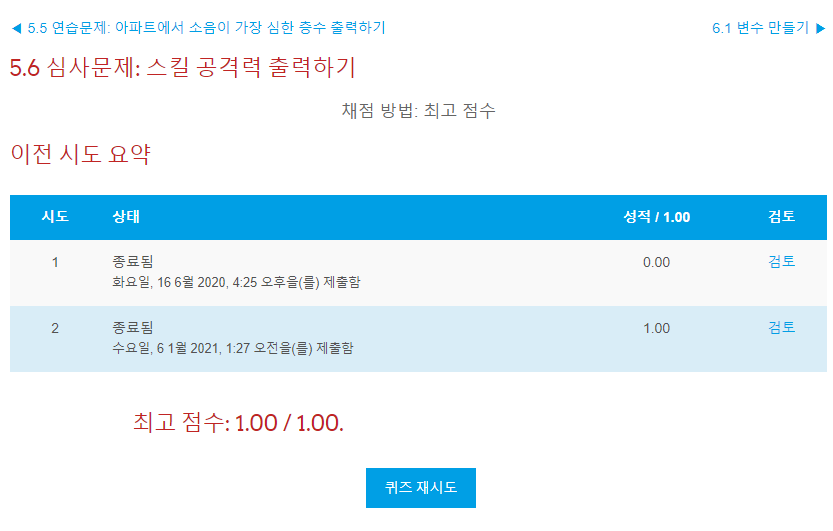 ◀ 5.5 연습문제: 아파트에서 소음이 가장 심한 층수 출력하기
6.1 변수 만들기 ▶
5.6 심사문제: 스킬 공격력 출력하기
채점 방법: 최고 점수
이전 시도 요약
시도 상태 성적 / 1.00 검토
1 종료됨 0.00 검토
화요일, 16 6월 2020, 4:25 오후을(를) 제출함
2 종료됨 1.00 검토
수요일, 6 1월 2021, 1:27 오전을(를) 제출함
최고 점수: 1.00 / 1.00.
퀴즈 재시도